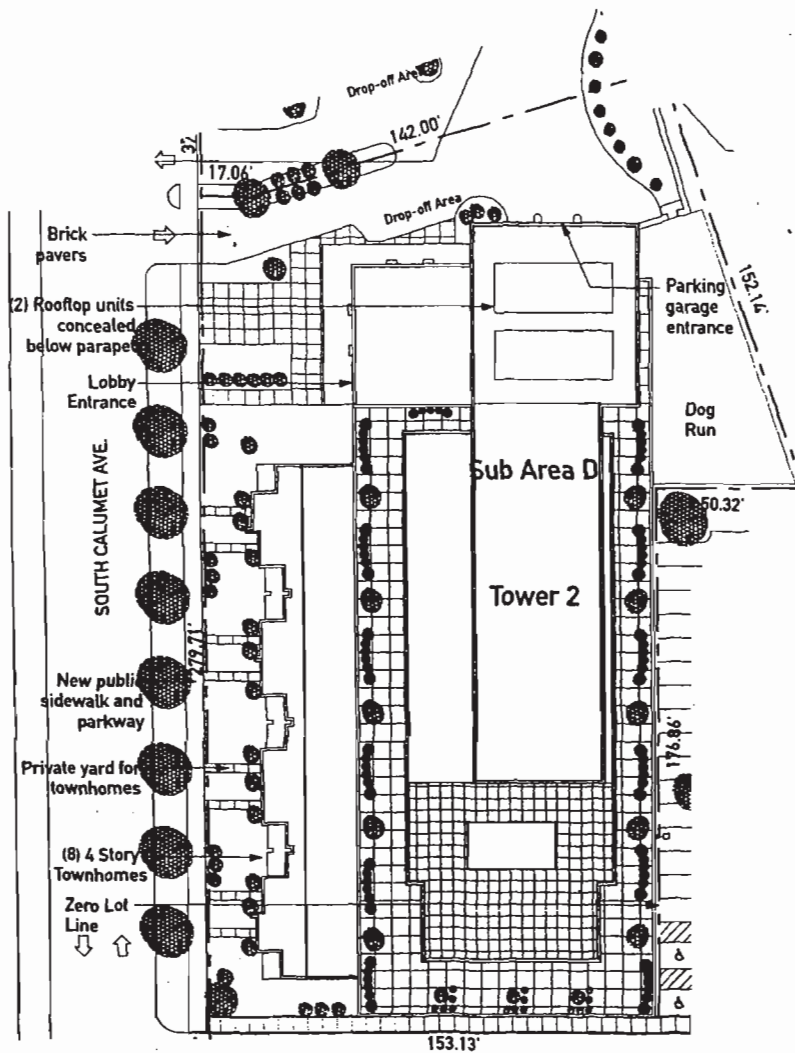 Drop-off Area
142.00'
32'
17.06'
Drop-off Area
Brick
pavers
152.14'
Parking
garage
entrance
(2) Rooftop units
concealed
below parapet
Lobby
Entrance
Dog
Run
Sub Area D
50.32'
SOUTH CALUMET AVE.
Tower 2
279.71'
New public
sidewalk and
parkway
176.86'
Private yard for
townhomes
(8) 4 Story
Townhomes
Zero Lot
Line
153.13'